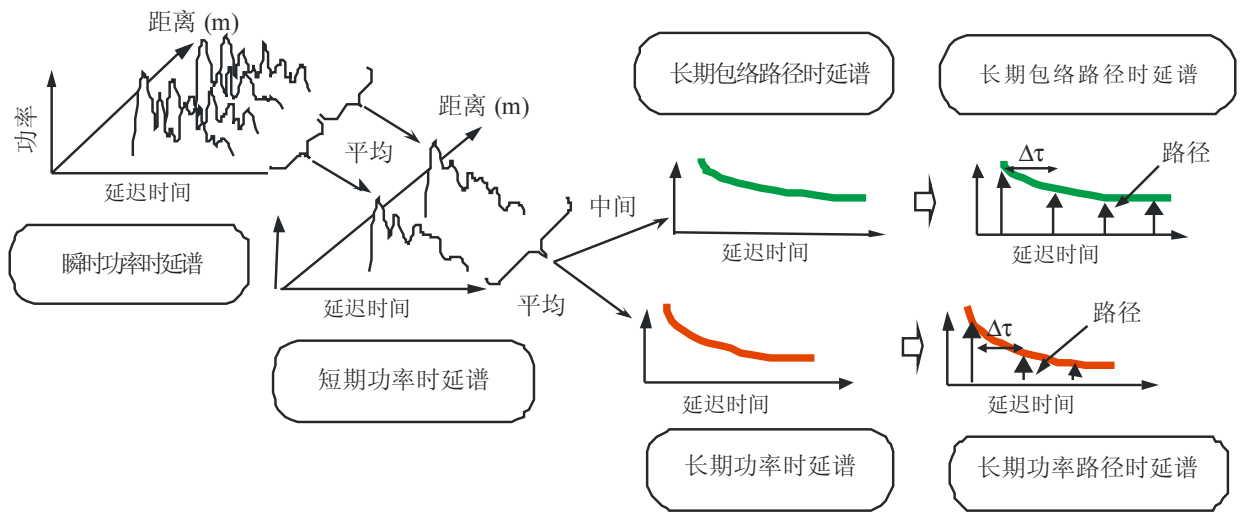 距离 (m)
功率
延迟时间
瞬时功率时延谱
平均
距离 (m)
延迟时间
短期功率时延谱
中间
平均
长期包络路径时延谱
延迟时间
长期包络路径时延谱
Δτ
路径
延迟时间
延迟时间
长期功率时延谱
Δτ
路径
延迟时间
长期功率路径时延谱